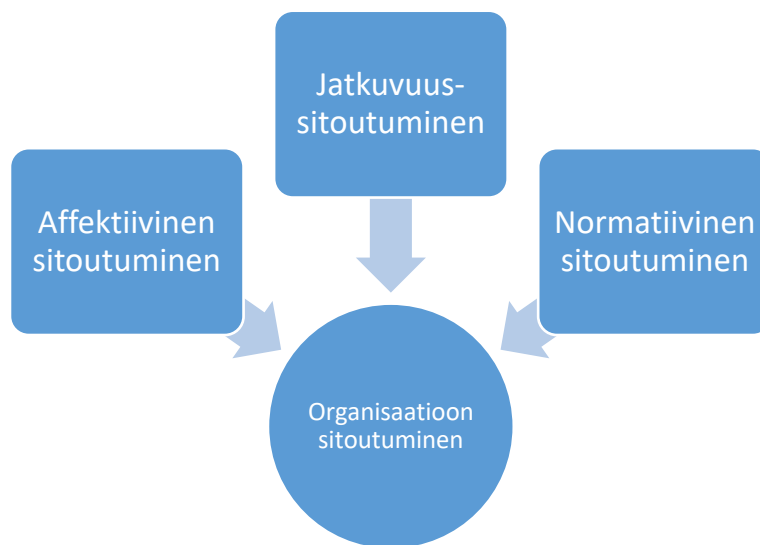 Jatkuvuus-
sitoutuminen
Affektiivinen
sitoutuminen
Normatiivinen
sitoutuminen
Organisaatioon
sitoutuminen